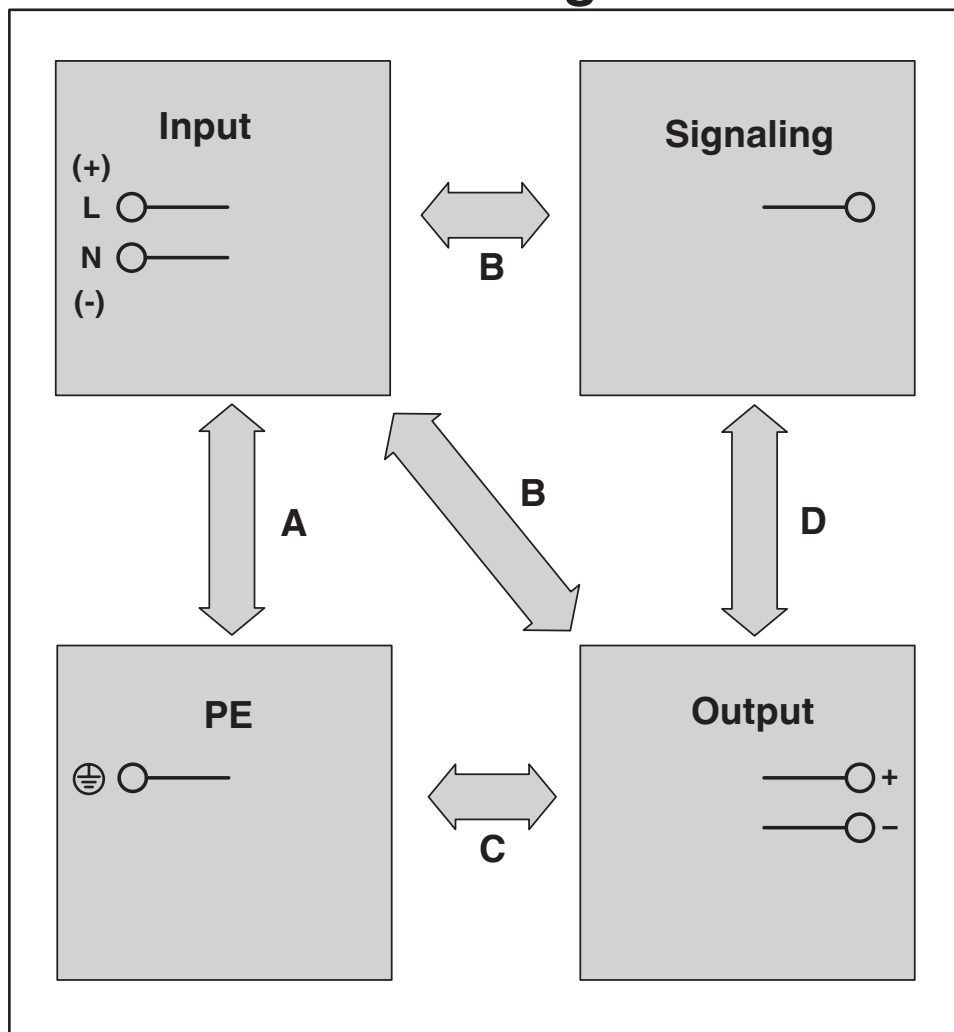 Input
(+)
L
N
(-)
Signaling
B
A
B
D
PE
Output
+
–
C